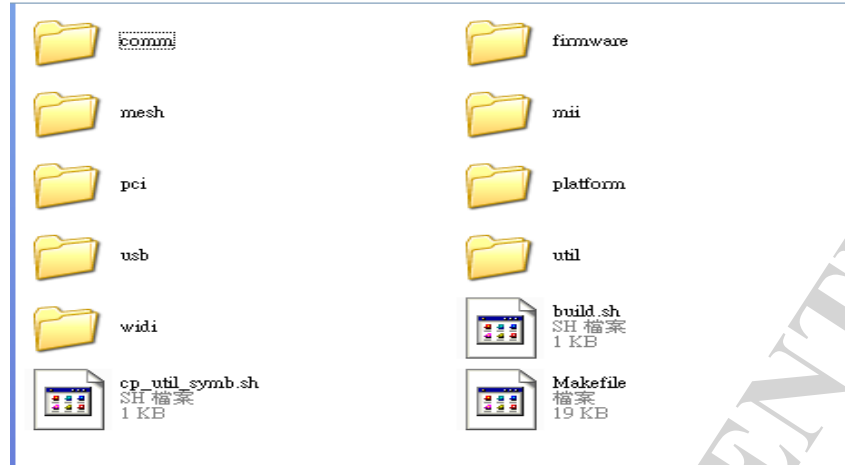 comm
firmware
mesh
mii
pci
platform
usb
util
widi
build.sh
SH 檔案
1 KB
cp_util_symb.sh
SH 檔案
1 KB
Makefile
檔案
19 KB